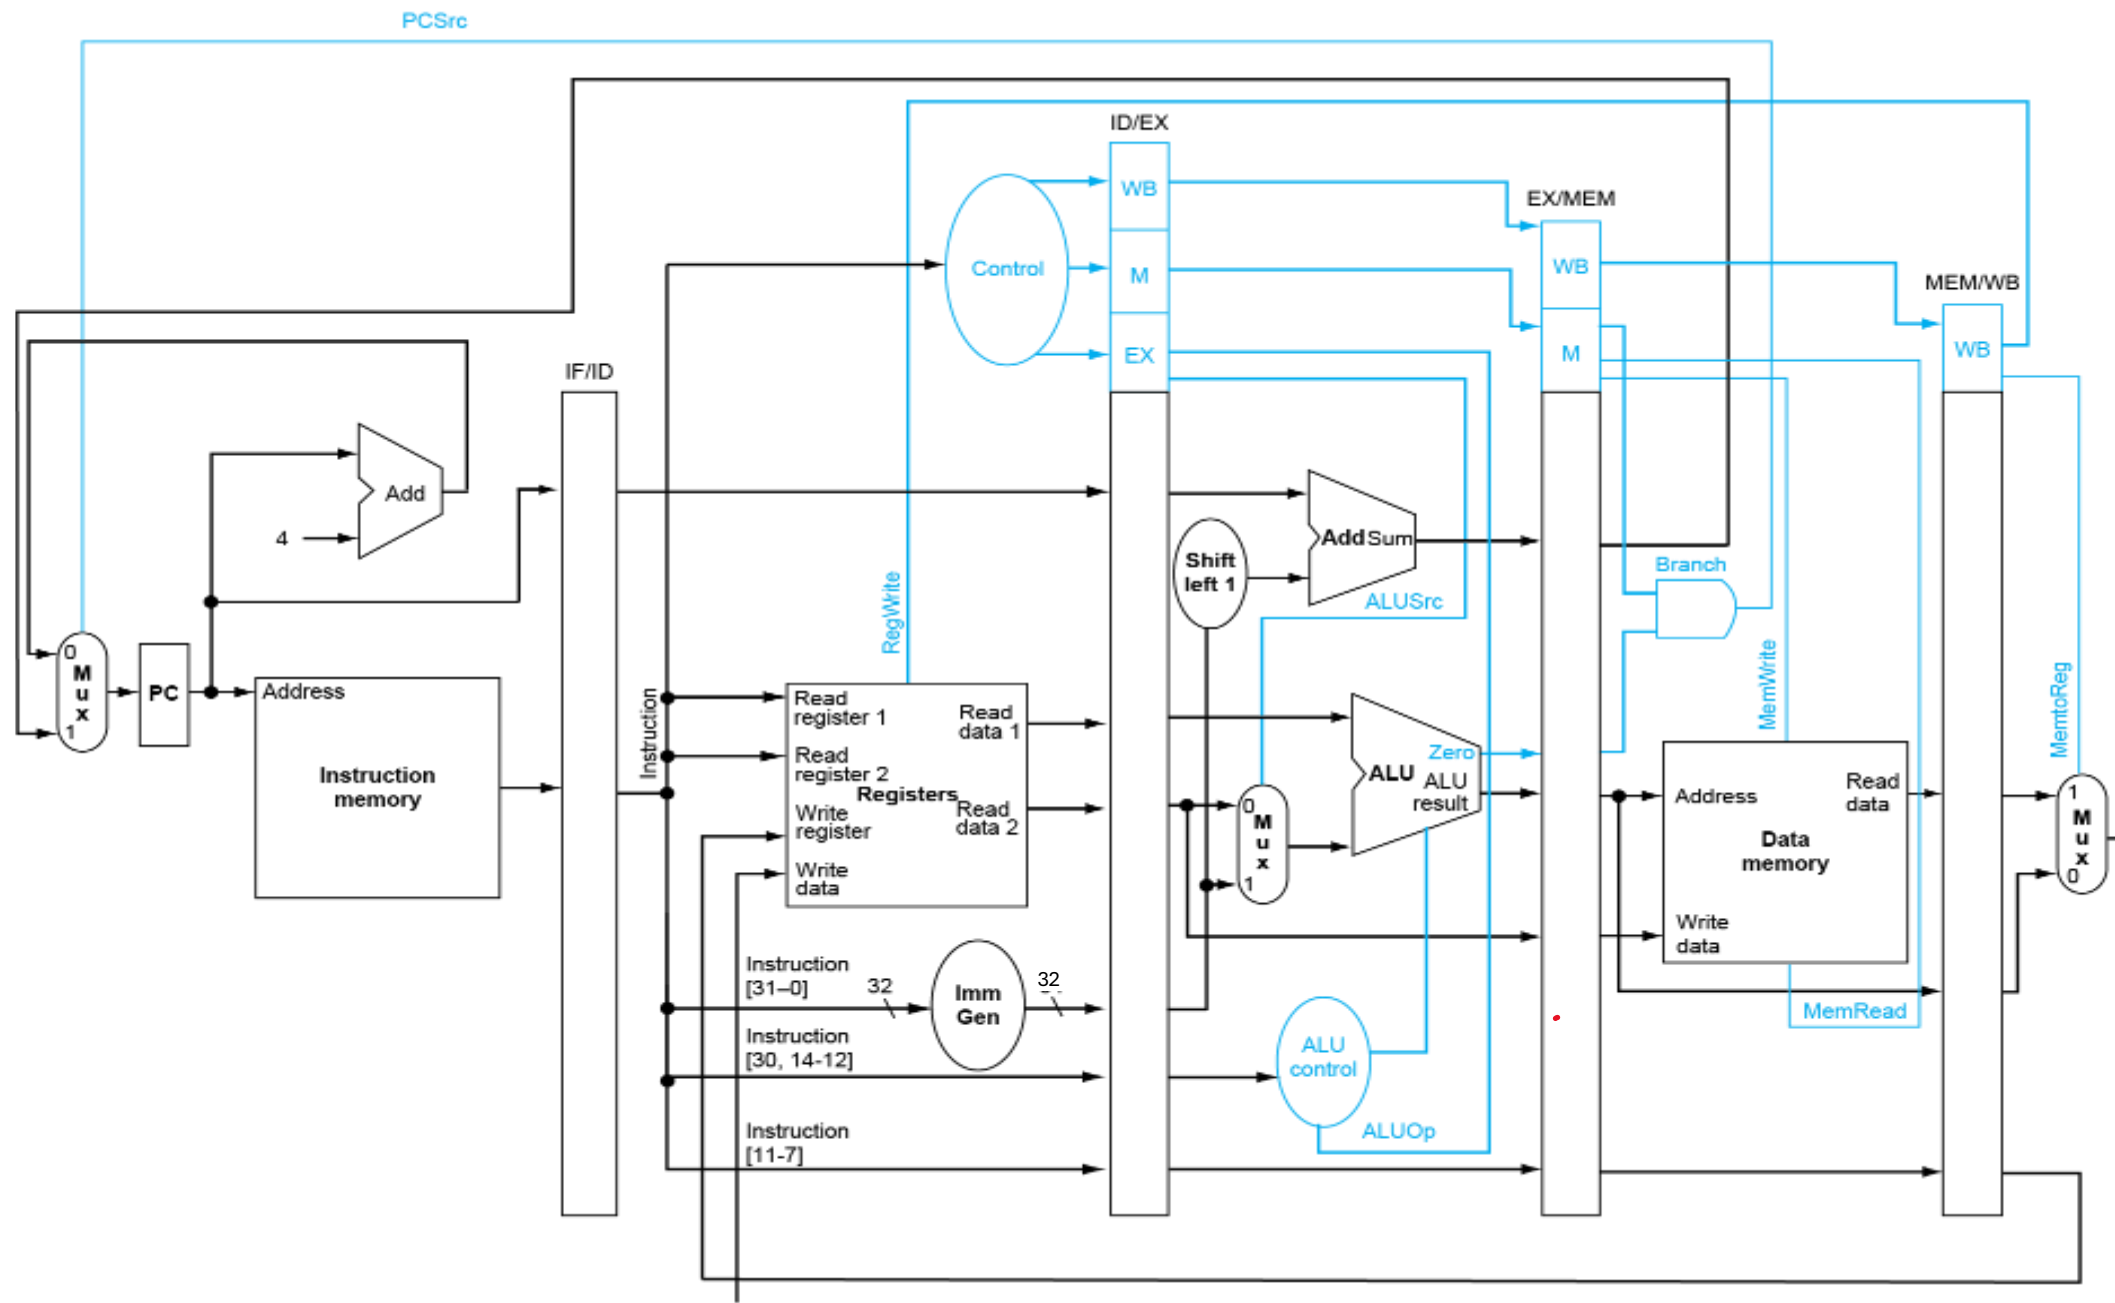 PCSrc
ID/EX
WB
EX/MEM
Control
M
WB
MEM/WB
EX
M
WB
IF/ID
Add
4
Add Sum
Shift
left 1
Branch
ALUSrc
RegWrite
0
M
u
x
1
PC
Address
Instruction
memory
Instruction
Read
register 1
Read
data 1
Read
register 2
Registers
Read
data 2
Write
register
Write
data
Zero
ALU
ALU
result
0
M
u
x
1
MemWrite
MemtoReg
Address
Read
data
Data
memory
Write
data
1
M
u
x
0
Instruction
[31–0]
32
Imm
Gen
32
MemRead
Instruction
[30, 14-12]
ALU
control
Instruction
[11-7]
ALUOp